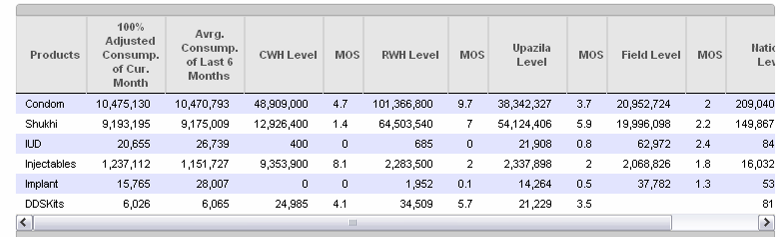 Products 100% Adjusted Consump. of Cur. Month Avrg. Consump. of Last 6 Months CWH Level MOS RWH Level MOS Upazila Level MOS Field Level MOS
Condom 10,475,130 10,470,793 48,909,000 4.7 101,366,800 9.7 38,342,327 3.7 20,952,724 2 209,040
Shukhi 9,193,195 9,175,009 12,926,400 1.4 64,503,540 7 54,124,406 5.9 19,996,098 2.2 149,867
IUD 20,655 26,739 400 0 685 0 21,908 0.8 62,972 2.4 84
Injectables 1,237,112 1,151,727 9,353,900 8.1 2,283,500 2 2,337,898 2 2,068,826 1.8 16,032
Implant 15,765 28,007 0 0 1,952 0.1 14,264 0.5 37,782 1.3 53
DDSKits 6,026 6,065 24,985 4.1 34,509 5.7 21,229 3.5 81